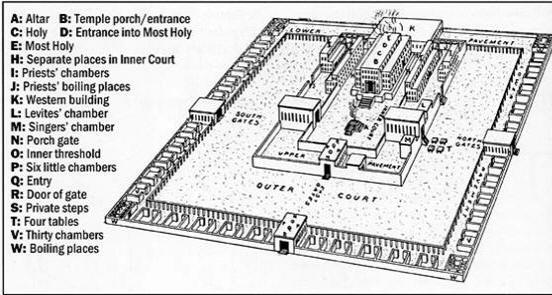 A: Altar B: Temple porch/entrance
C: Holy D: Entrance into Most Holy
E: Most Holy
H: Separate places in Inner Court
I: Priests' chambers
J: Priests' boiling places
K: Western building
L: Levites' chamber
M: Singers' chamber
N: Porch gate
O: Inner threshold
P: Six little chambers
Q: Entry
R: Door of gate
S: Private steps
T: Four tables
V: Thirty chambers
W: Boiling places
LOWER
PAVEMENT
K
SOUTH
GATES
NORTH
GATES
UPPER
PAVEMENT
OUTER COURT
W
W